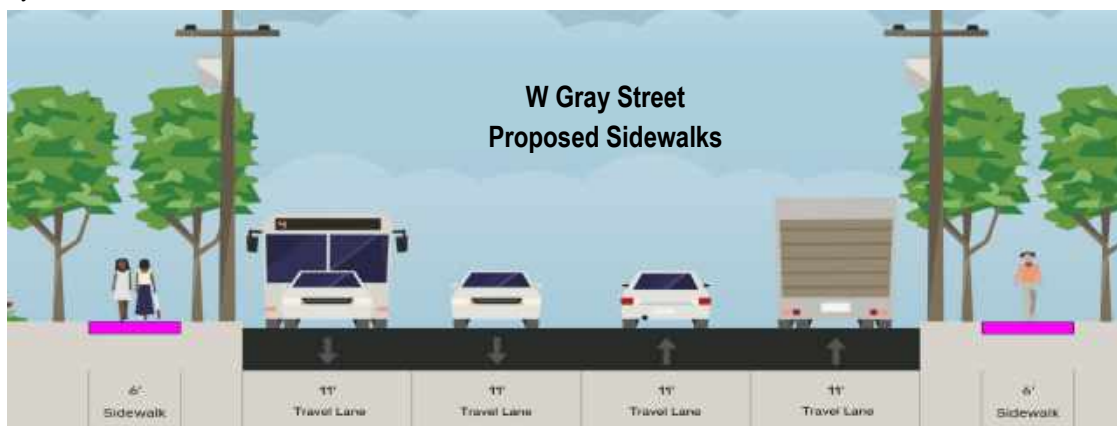 W Gray Street
Proposed Sidewalks
6' 11' 11' 11' 11' 6'
Sidewalk Travel Lane Travel Lane Travel Lane Travel Lane Sidewalk